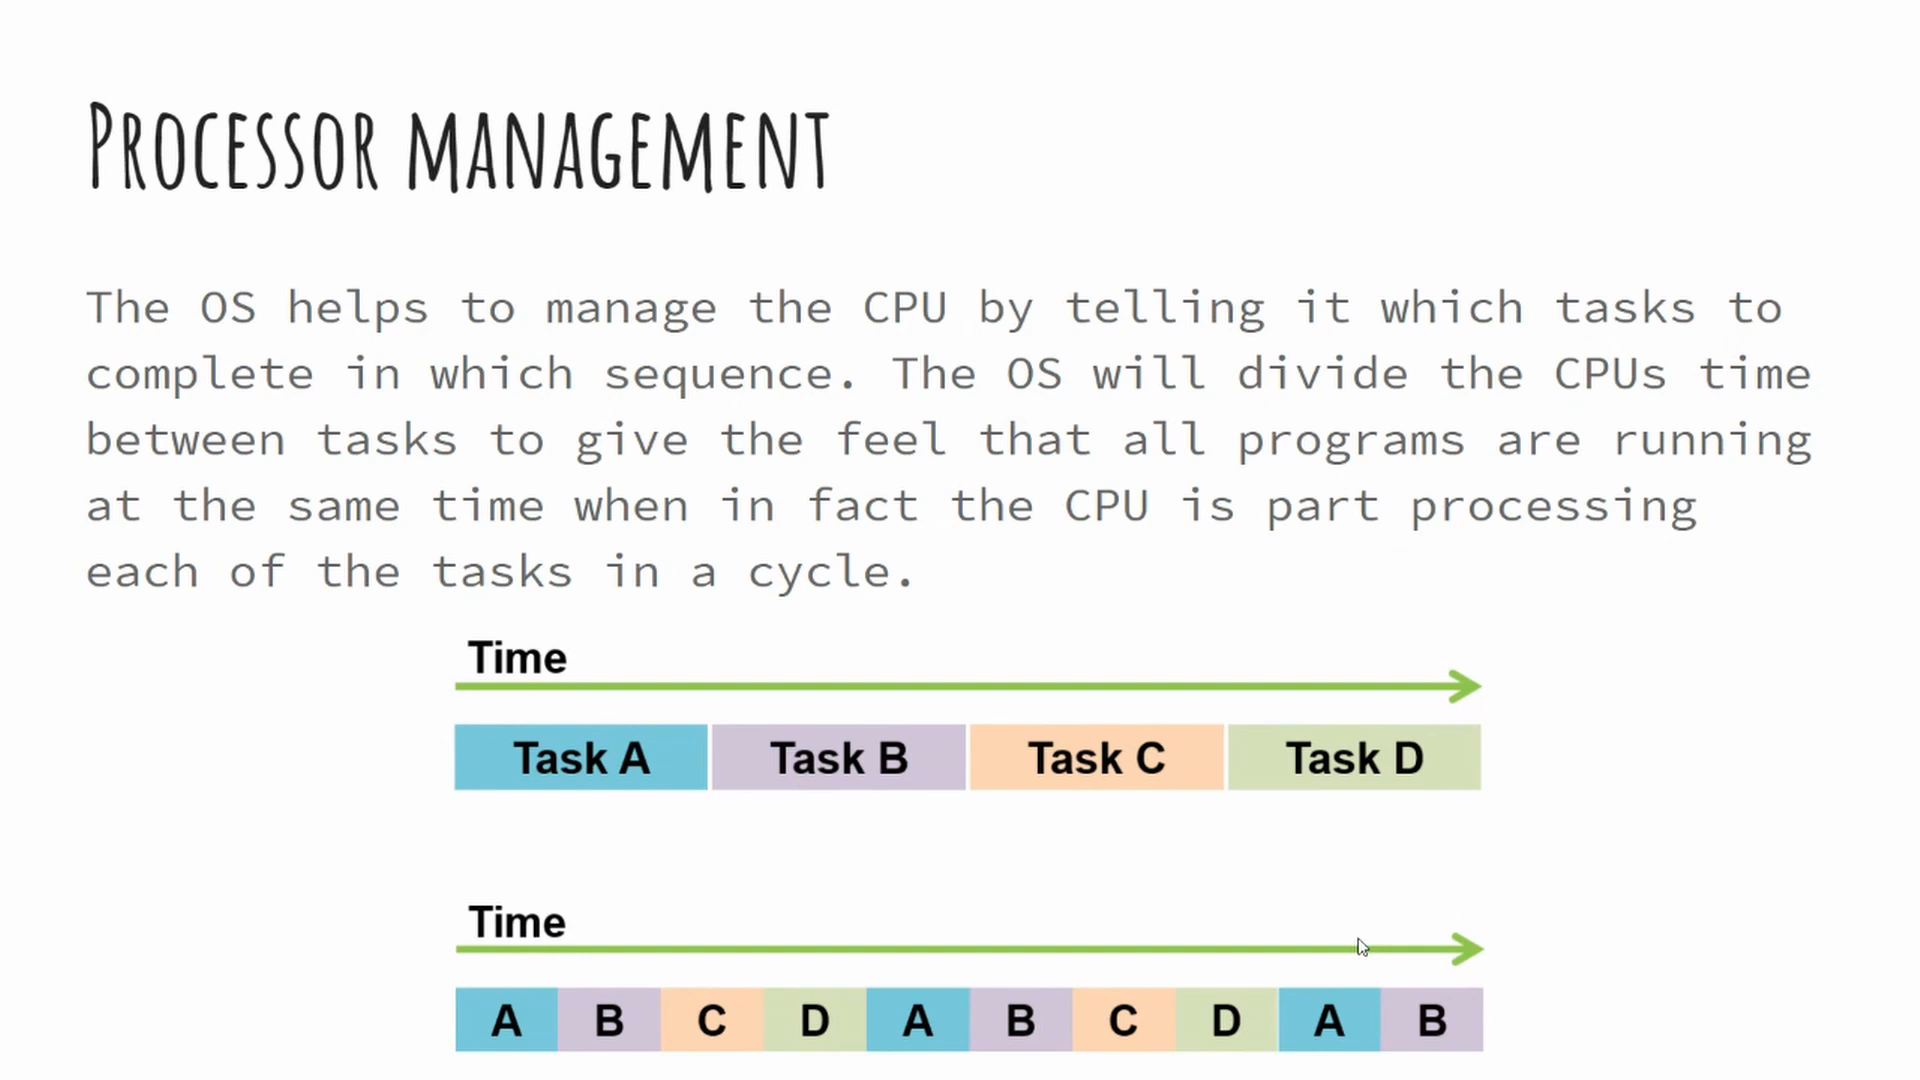 Processor management
The OS helps to manage the CPU by telling it which tasks to
complete in which sequence. The OS will divide the CPUs time
between tasks to give the feel that all programs are running
at the same time when in fact the CPU is part processing
each of the tasks in a cycle.
Time
Task A Task B Task C Task D
Time
A B C D A B C D A B